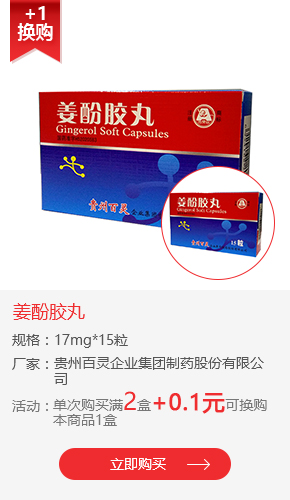 +1
换购
姜酚胶丸
Gingerol Soft Capsules
贵州百灵
企业集团
姜酚胶丸
Gingerol Soft Capsules
贵州百灵
15粒
姜酚胶丸
规格：17mg*15粒
厂家：贵州百灵企业集团制药股份有限公
司
活动：单次购买满2盒+0.1元可换购
本商品1盒
立即购买